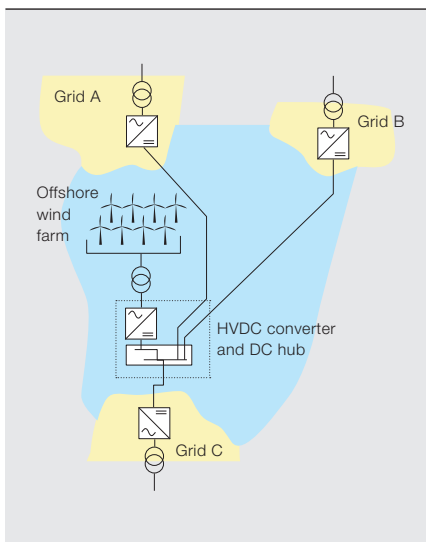 Grid A
Grid B
Offshore
wind
farm
HVDC converter
and DC hub
Grid C